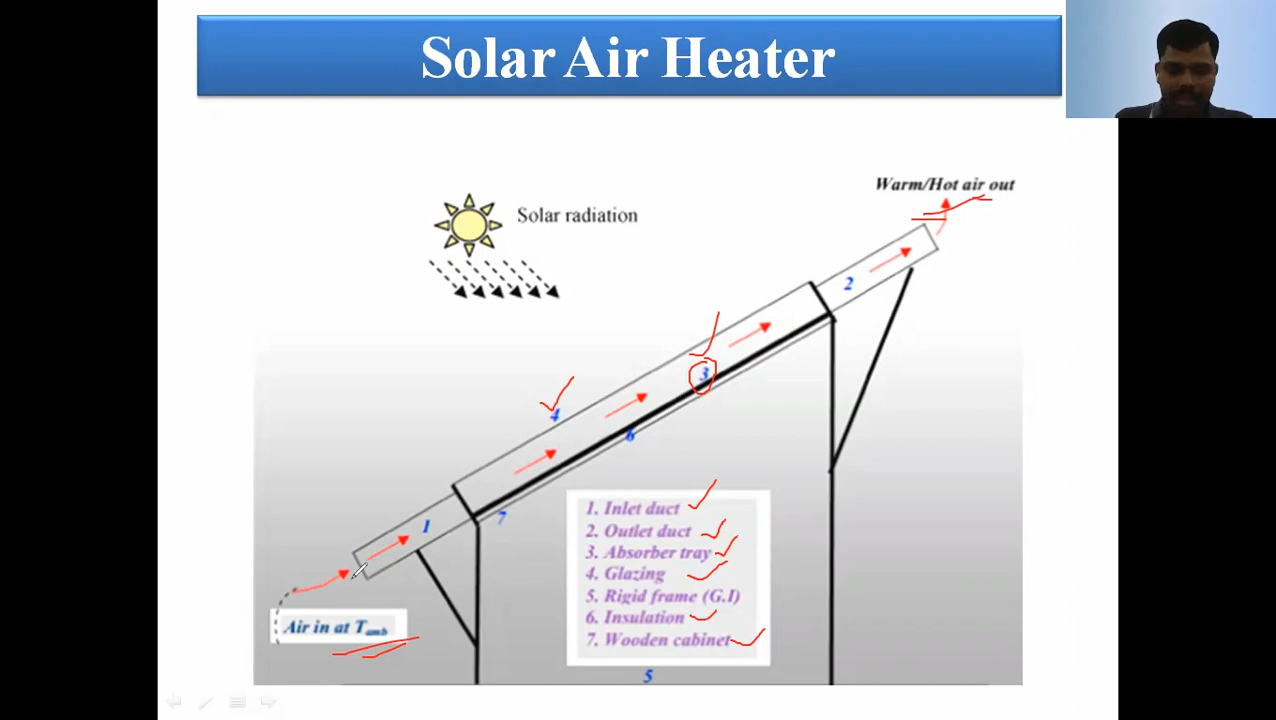 Solar Air Heater
Warm/Hot air out
Solar radiation
2
3
4
6
1
7
1. Inlet duct
2. Outlet duct
3. Absorber tray
4. Glazing
5. Rigid frame (G.I)
6. Insulation
7. Wooden cabinet
Air in at Tamb
5